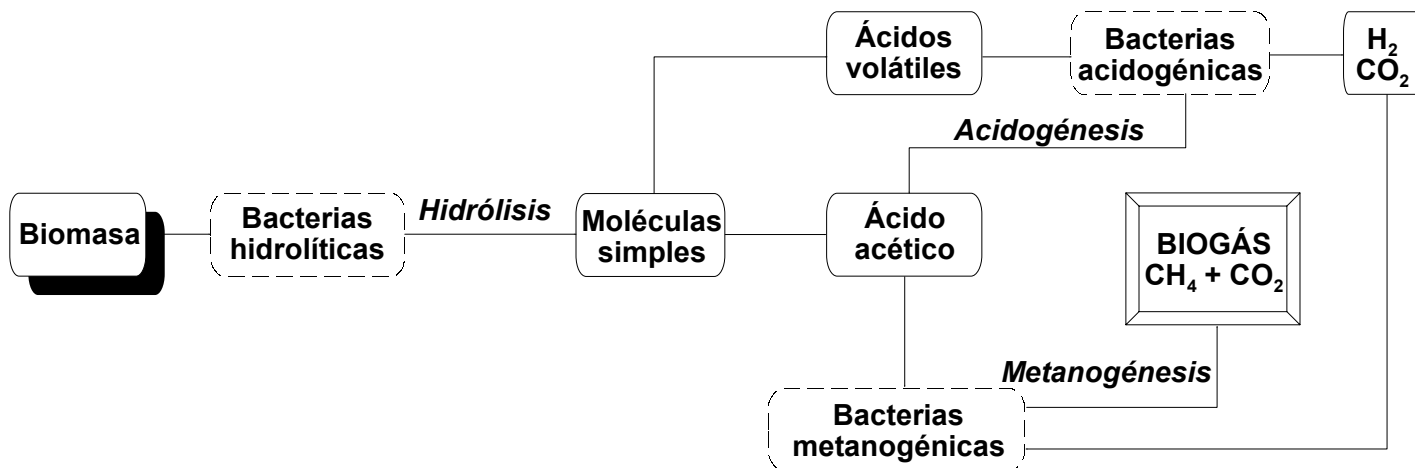 Biomasa
Bacterias
hidrolíticas
Hidrólisis
Moléculas
simples
Ácidos
volátiles
Bacterias
acidogénicas
H₂
CO₂
Acidogénesis
Ácido
acético
BIOGÁS
CH₄ + CO₂
Metanogénesis
Bacterias
metanogénicas